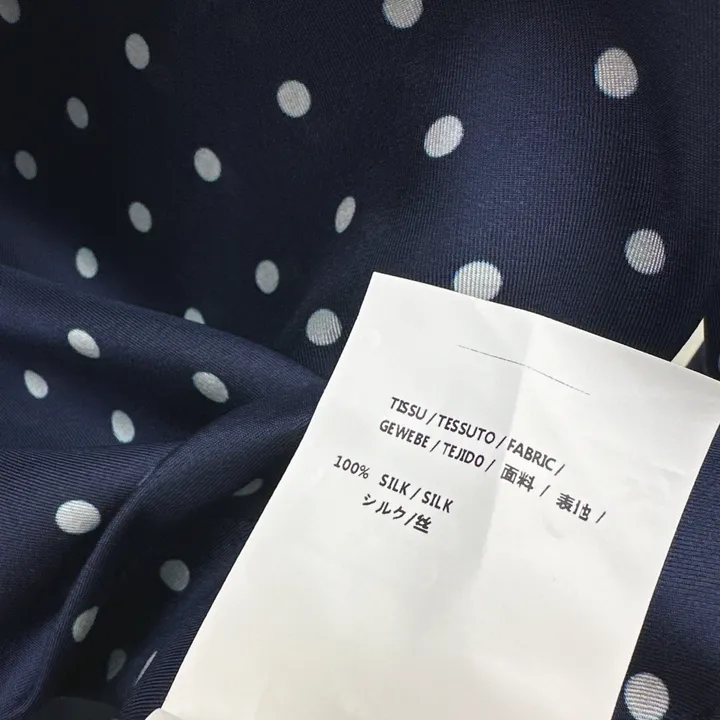 TISSU / TESSUTO / FABRIC /
GEWEBE / TEJIDO / 面料 / 表地 /
100% SILK / SILK
シルク/丝